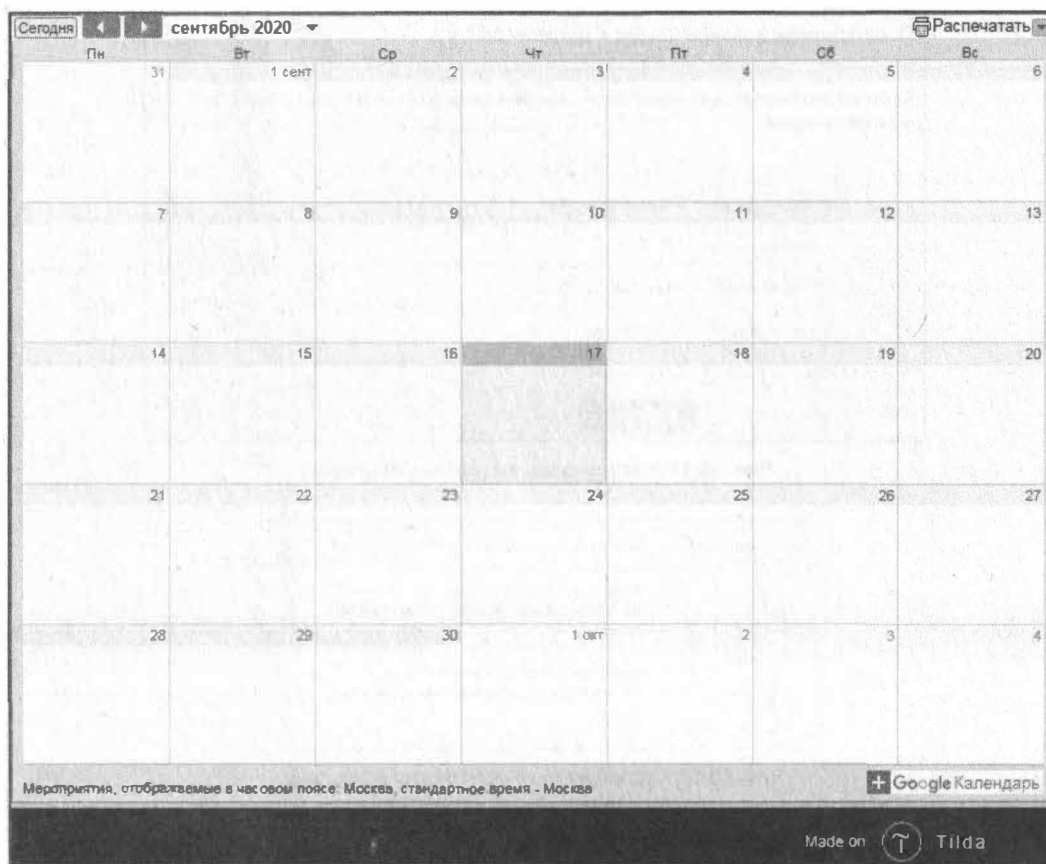 Сегодня сентябрь 2020 Распечатать
Пн Вт Ср Чт Пт Сб Вс
31 1 сент 2 3 4 5 6
7 8 9 10 11 12 13
14 15 16 17 18 19 20
21 22 23 24 25 26 27
28 29 30 1 окт 2 3 4
Мероприятия, отображаемые в часовом поясе: Москва, стандартное время - Москва
Google Календарь
Made on Tilda